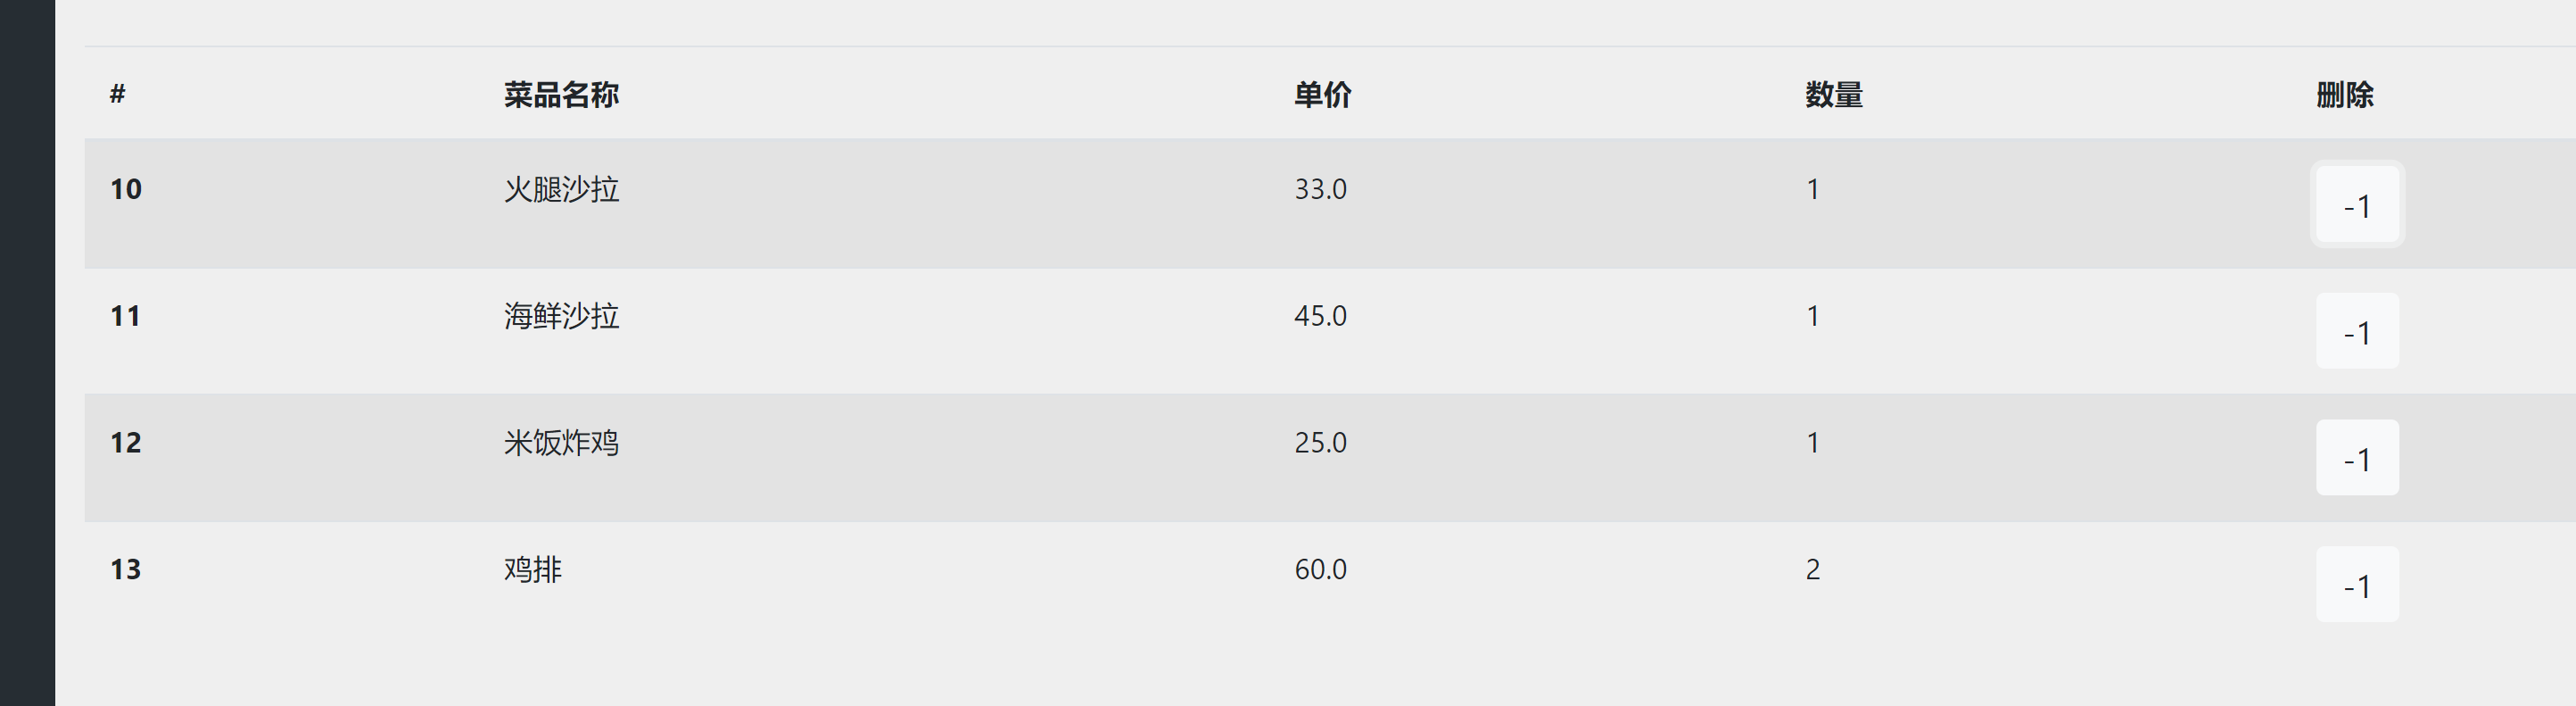 # 菜品名称 单价 数量 删除
10 火腿沙拉 33.0 1 -1
11 海鲜沙拉 45.0 1 -1
12 米饭炸鸡 25.0 1 -1
13 鸡排 60.0 2 -1